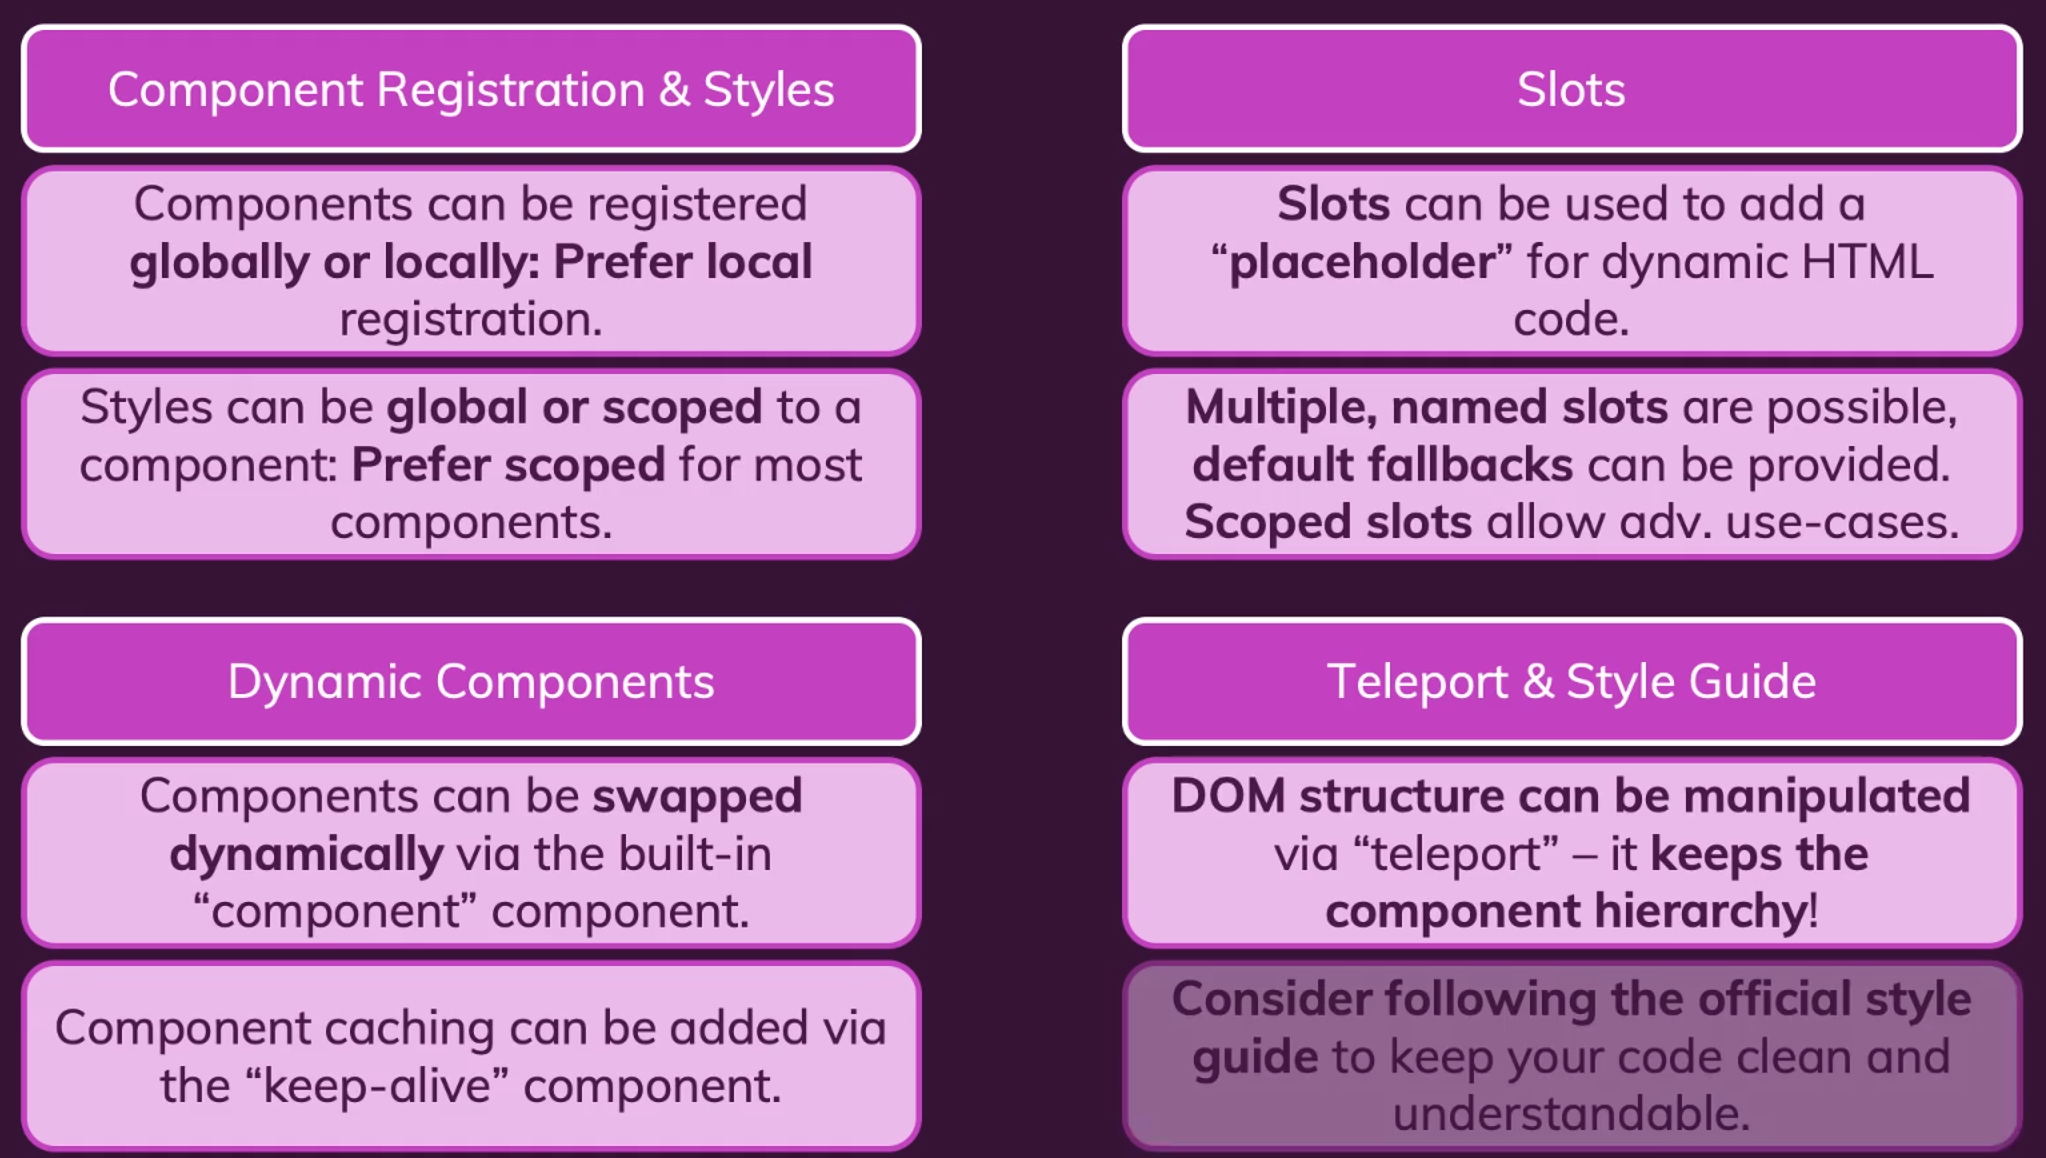 Component Registration & Styles
Components can be registered
globally or locally: Prefer local
registration.
Styles can be global or scoped to a
component: Prefer scoped for most
components.
Slots
Slots can be used to add a
“placeholder” for dynamic HTML
code.
Multiple, named slots are possible,
default fallbacks can be provided.
Scoped slots allow adv. use-cases.
Dynamic Components
Components can be swapped
dynamically via the built-in
“component” component.
Component caching can be added via
the “keep-alive” component.
Teleport & Style Guide
DOM structure can be manipulated
via “teleport” – it keeps the
component hierarchy!
Consider following the official style
guide to keep your code clean and
understandable.